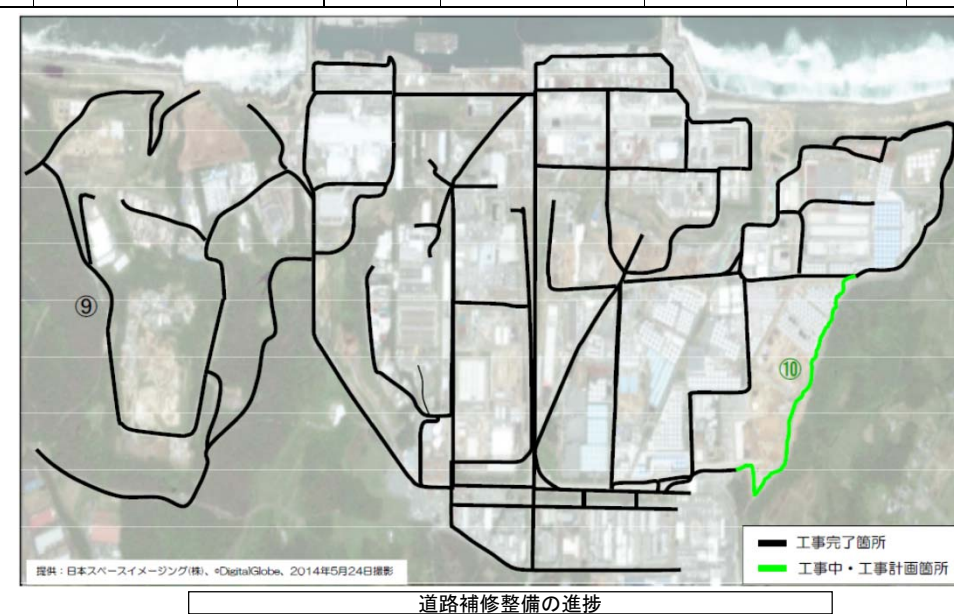 ⑨
⑩
工事完了箇所
工事中・工事計画箇所
提供：日本スペースイメージング(株)、©DigitalGlobe、2014年5月24日撮影
道路補修整備の進捗